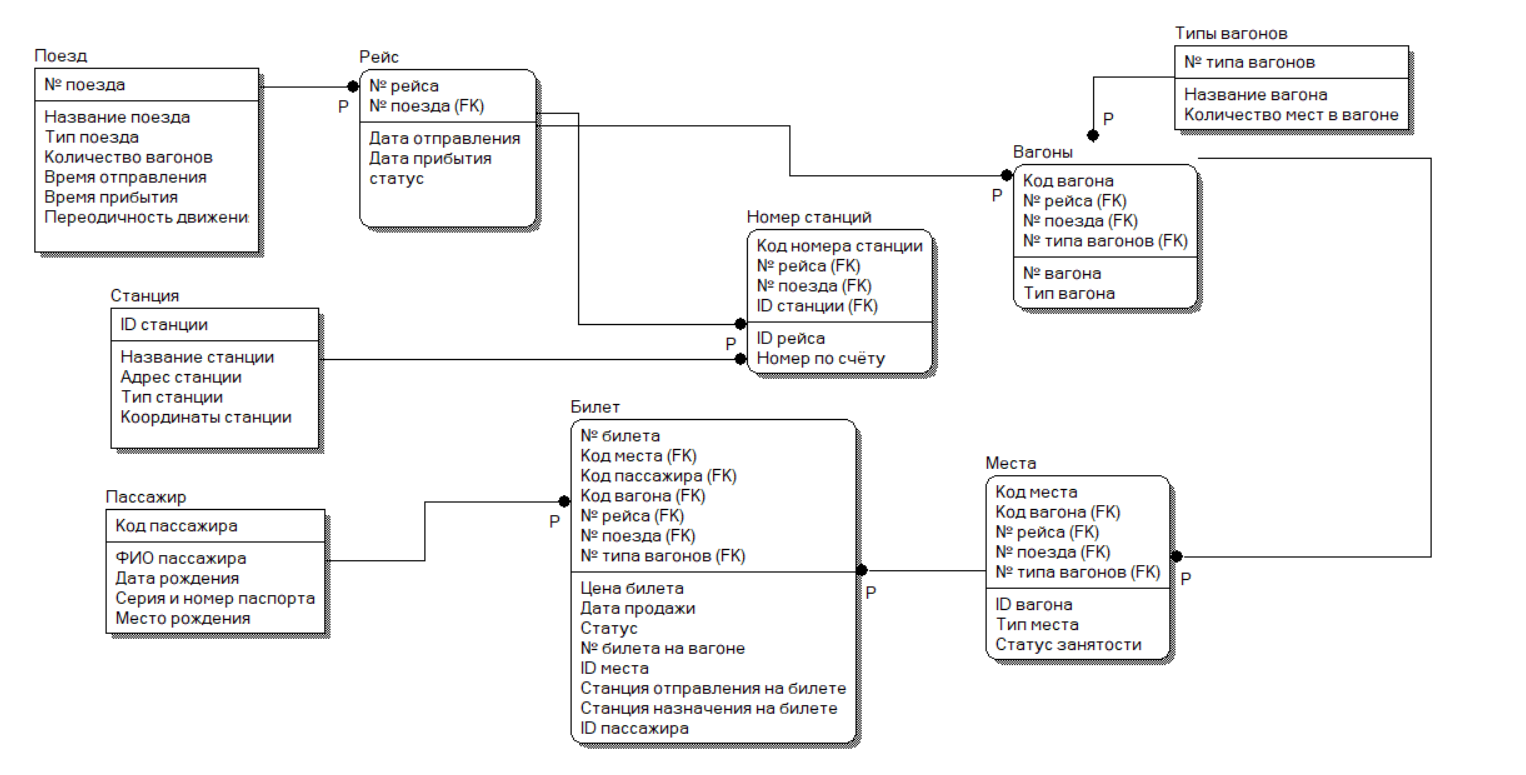 Поезд
№ поезда
Название поезда
Тип поезда
Количество вагонов
Время отправления
Время прибытия
Переодичность движени
Рейс
№ рейса
№ поезда (FK)
Дата отправления
Дата прибытия
статус
P
Типы вагонов
№ типа вагонов
Название вагона
Количество мест в вагоне
P
Вагоны
Код вагона
№ рейса (FK)
№ поезда (FK)
№ типа вагонов (FK)
№ вагона
Тип вагона
P
Номер станций
Код номера станции
№ рейса (FK)
№ поезда (FK)
ID станции (FK)
ID рейса
Номер по счёту
P
Станция
ID станции
Название станции
Адрес станции
Тип станции
Координаты станции
Билет
№ билета
Код места (FK)
Код пассажира (FK)
Код вагона (FK)
№ рейса (FK)
№ поезда (FK)
№ типа вагонов (FK)
Цена билета
Дата продажи
Статус
№ билета на вагоне
ID места
Станция отправления на билете
Станция назначения на билете
ID пассажира
P
P
Места
Код места
Код вагона (FK)
№ рейса (FK)
№ поезда (FK)
№ типа вагонов (FK)
ID вагона
Тип места
Статус занятости
P
Пассажир
Код пассажира
ФИО пассажира
Дата рождения
Серия и номер паспорта
Место рождения